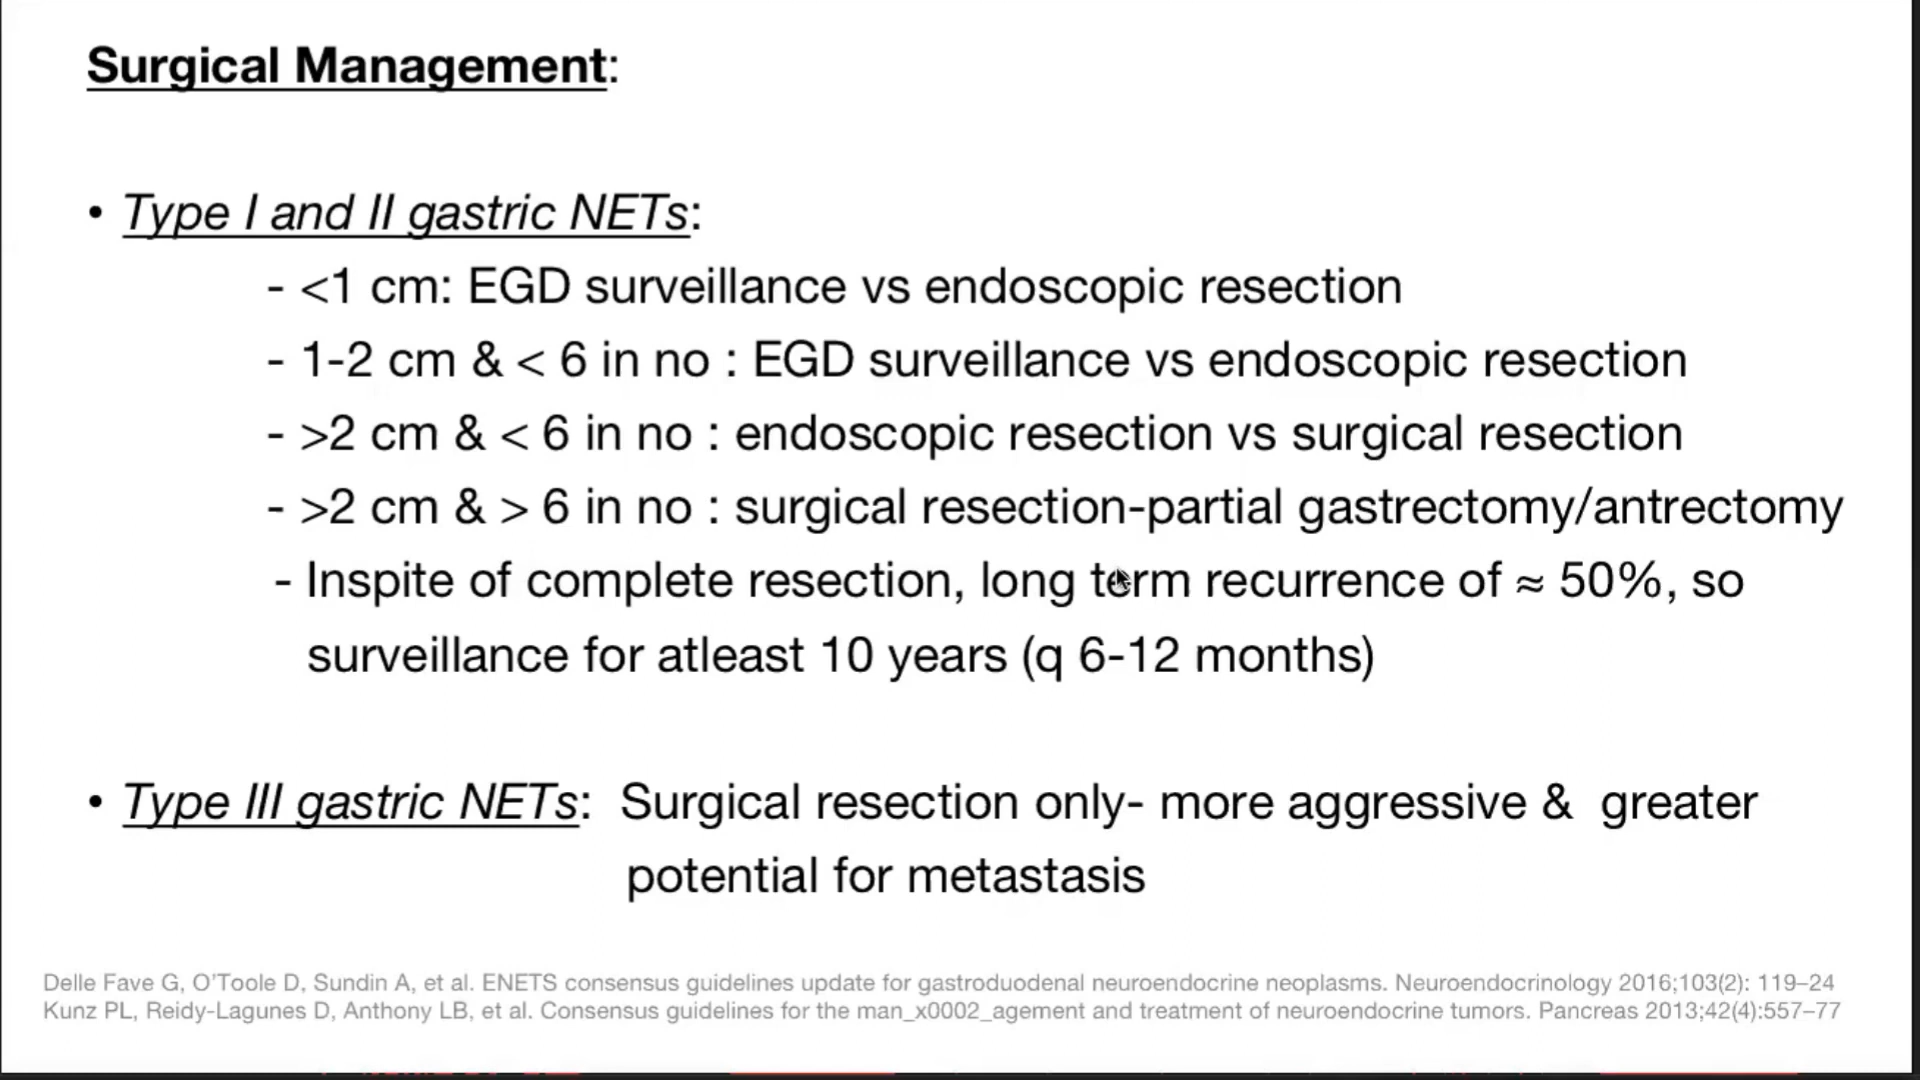 Surgical Management:
• Type I and II gastric NETs:
- <1 cm: EGD surveillance vs endoscopic resection
- 1-2 cm & < 6 in no : EGD surveillance vs endoscopic resection
- >2 cm & < 6 in no : endoscopic resection vs surgical resection
- >2 cm & > 6 in no : surgical resection-partial gastrectomy/antrectomy
- Inspite of complete resection, long term recurrence of ≈ 50%, so
surveillance for atleast 10 years (q 6-12 months)
• Type III gastric NETs: Surgical resection only- more aggressive & greater
potential for metastasis
Delle Fave G, O'Toole D, Sundin A, et al. ENETS consensus guidelines update for gastroduodenal neuroendocrine neoplasms. Neuroendocrinology 2016;103(2): 119–24
Kunz PL, Reidy-Lagunes D, Anthony LB, et al. Consensus guidelines for the man_x0002_agement and treatment of neuroendocrine tumors. Pancreas 2013;42(4):557–77